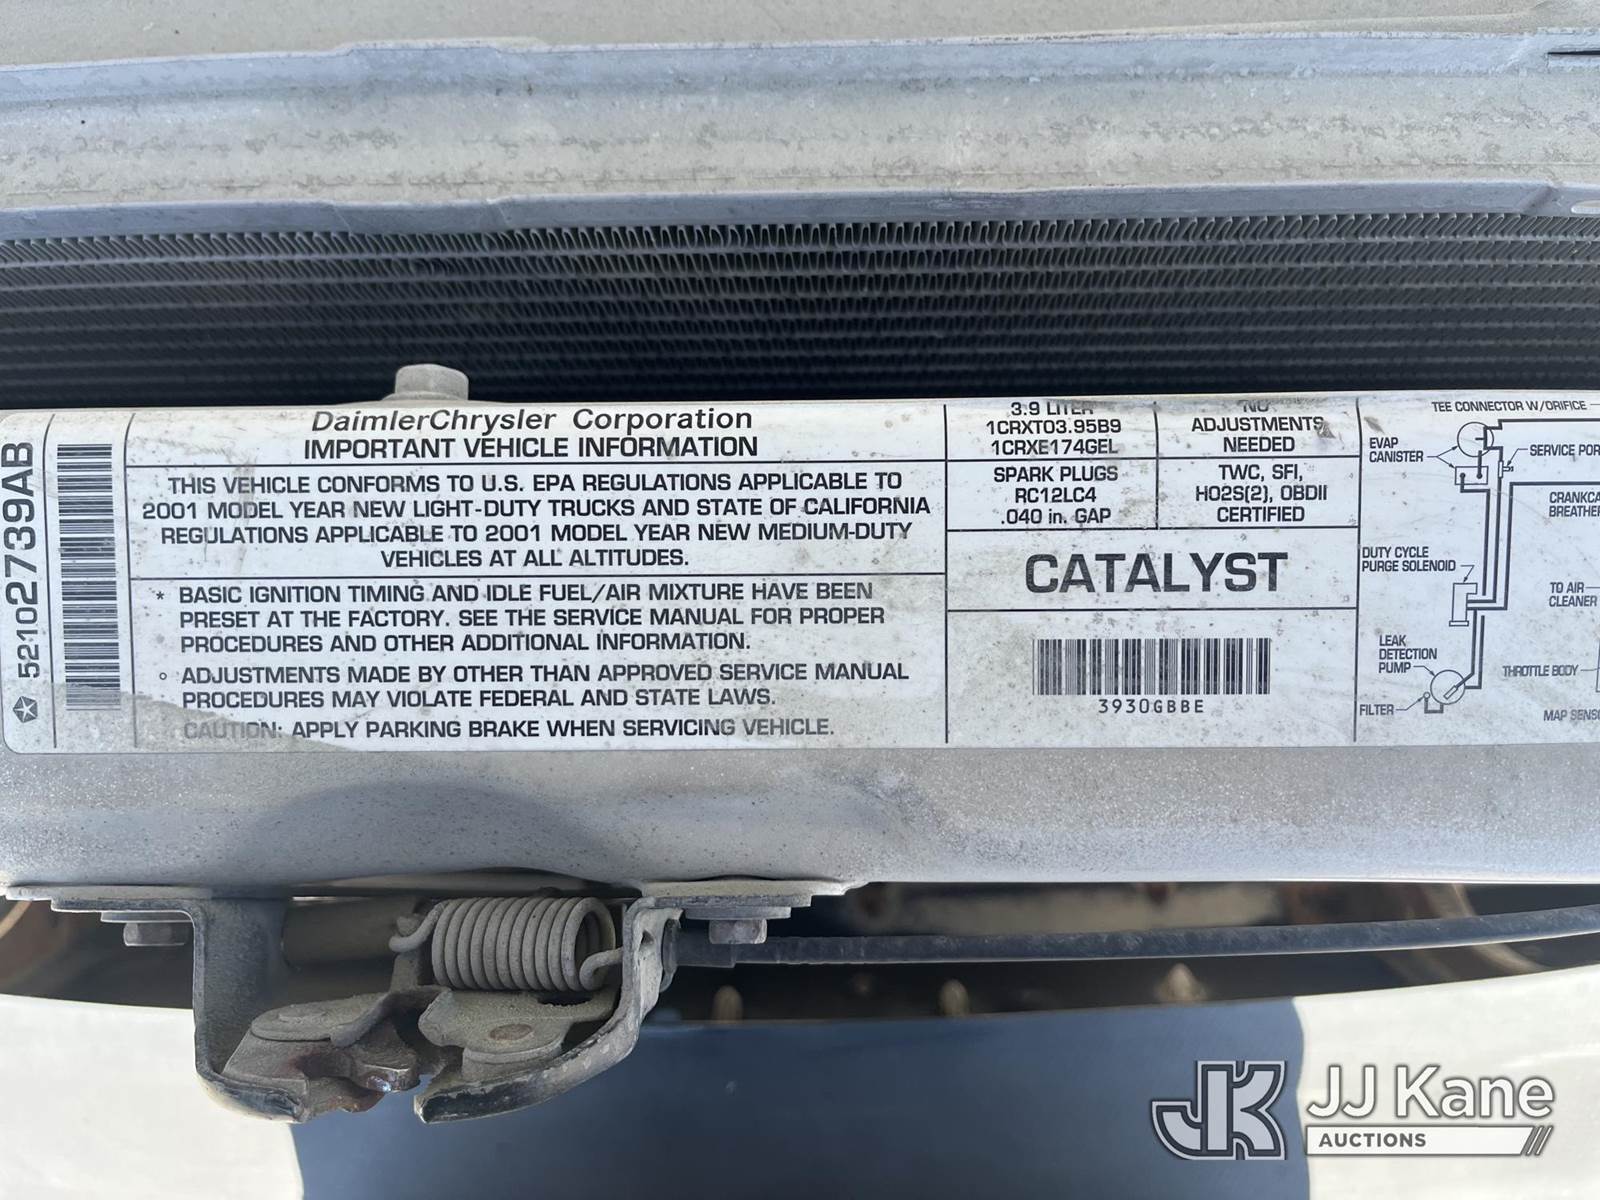 52102739AB
DaimlerChrysler Corporation
IMPORTANT VEHICLE INFORMATION
THIS VEHICLE CONFORMS TO U.S. EPA REGULATIONS APPLICABLE TO
2001 MODEL YEAR NEW LIGHT-DUTY TRUCKS AND STATE OF CALIFORNIA
REGULATIONS APPLICABLE TO 2001 MODEL YEAR NEW MEDIUM-DUTY
VEHICLES AT ALL ALTITUDES.
* BASIC IGNITION TIMING AND IDLE FUEL/AIR MIXTURE HAVE BEEN
PRESET AT THE FACTORY. SEE THE SERVICE MANUAL FOR PROPER
PROCEDURES AND OTHER ADDITIONAL INFORMATION.
° ADJUSTMENTS MADE BY OTHER THAN APPROVED SERVICE MANUAL
PROCEDURES MAY VIOLATE FEDERAL AND STATE LAWS.
CAUTION: APPLY PARKING BRAKE WHEN SERVICING VEHICLE.
3.9 LITER
1CRXT03.95B9
1CRXE174GEL
NO
ADJUSTMENTS
NEEDED
SPARK PLUGS
RC12LC4
.040 in. GAP
TWC, SFI,
HO2S(2), OBDII
CERTIFIED
CATALYST
3930GBBE
TEE CONNECTOR W/ORIFICE
EVAP
CANISTER
SERVICE POR
CRANKCA
BREATHER
DUTY CYCLE
PURGE SOLENOID
TO AIR
CLEANER
LEAK
DETECTION
PUMP
THROTTLE BODY
FILTER
MAP SENSO
JK
JJ Kane
AUCTIONS